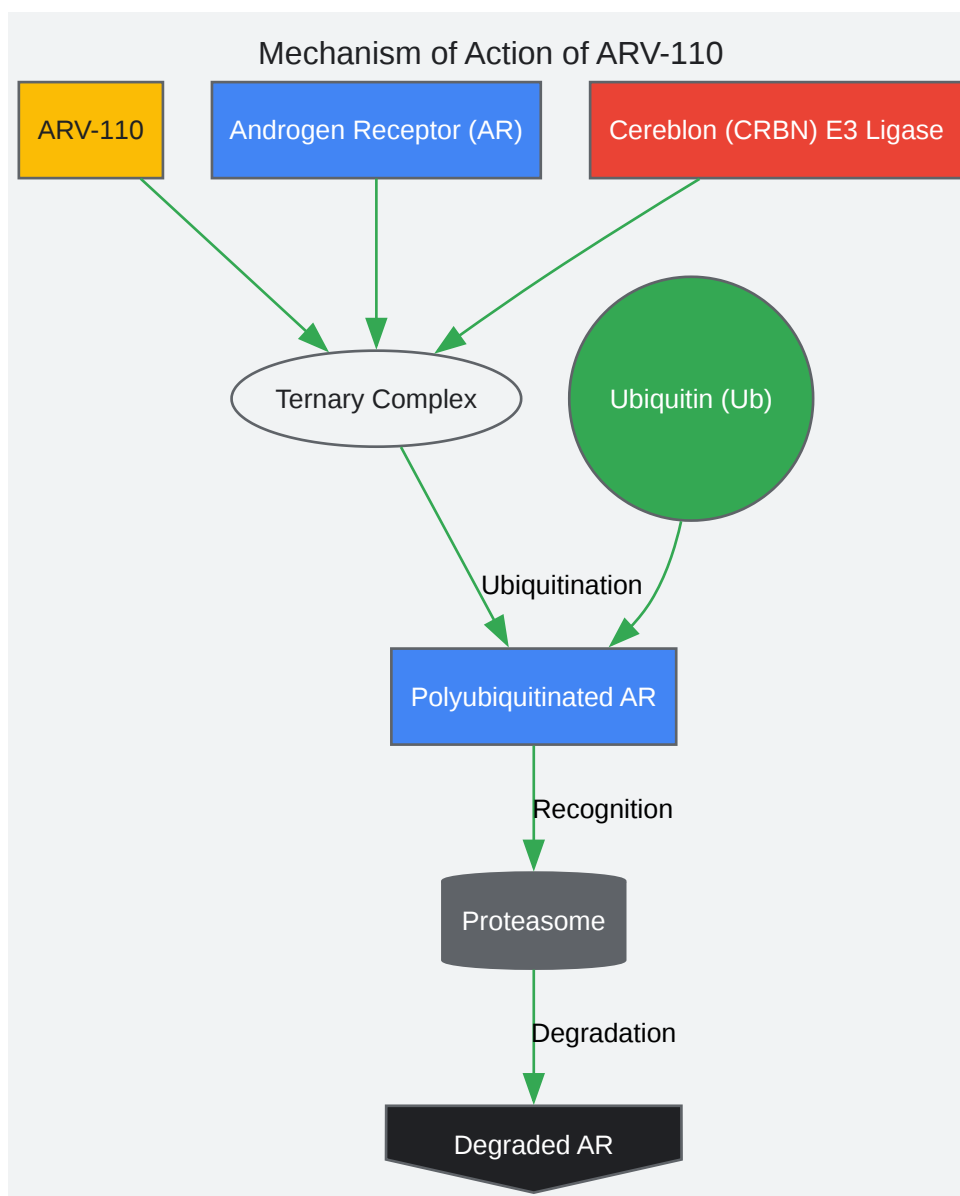 Mechanism of Action of ARV-110
ARV-110
Androgen Receptor (AR)
Cereblon (CRBN) E3 Ligase
Ternary Complex
Ubiquitin (Ub)
Ubiquitination
Polyubiquitinated AR
Recognition
Proteasome
Degradation
Degraded AR